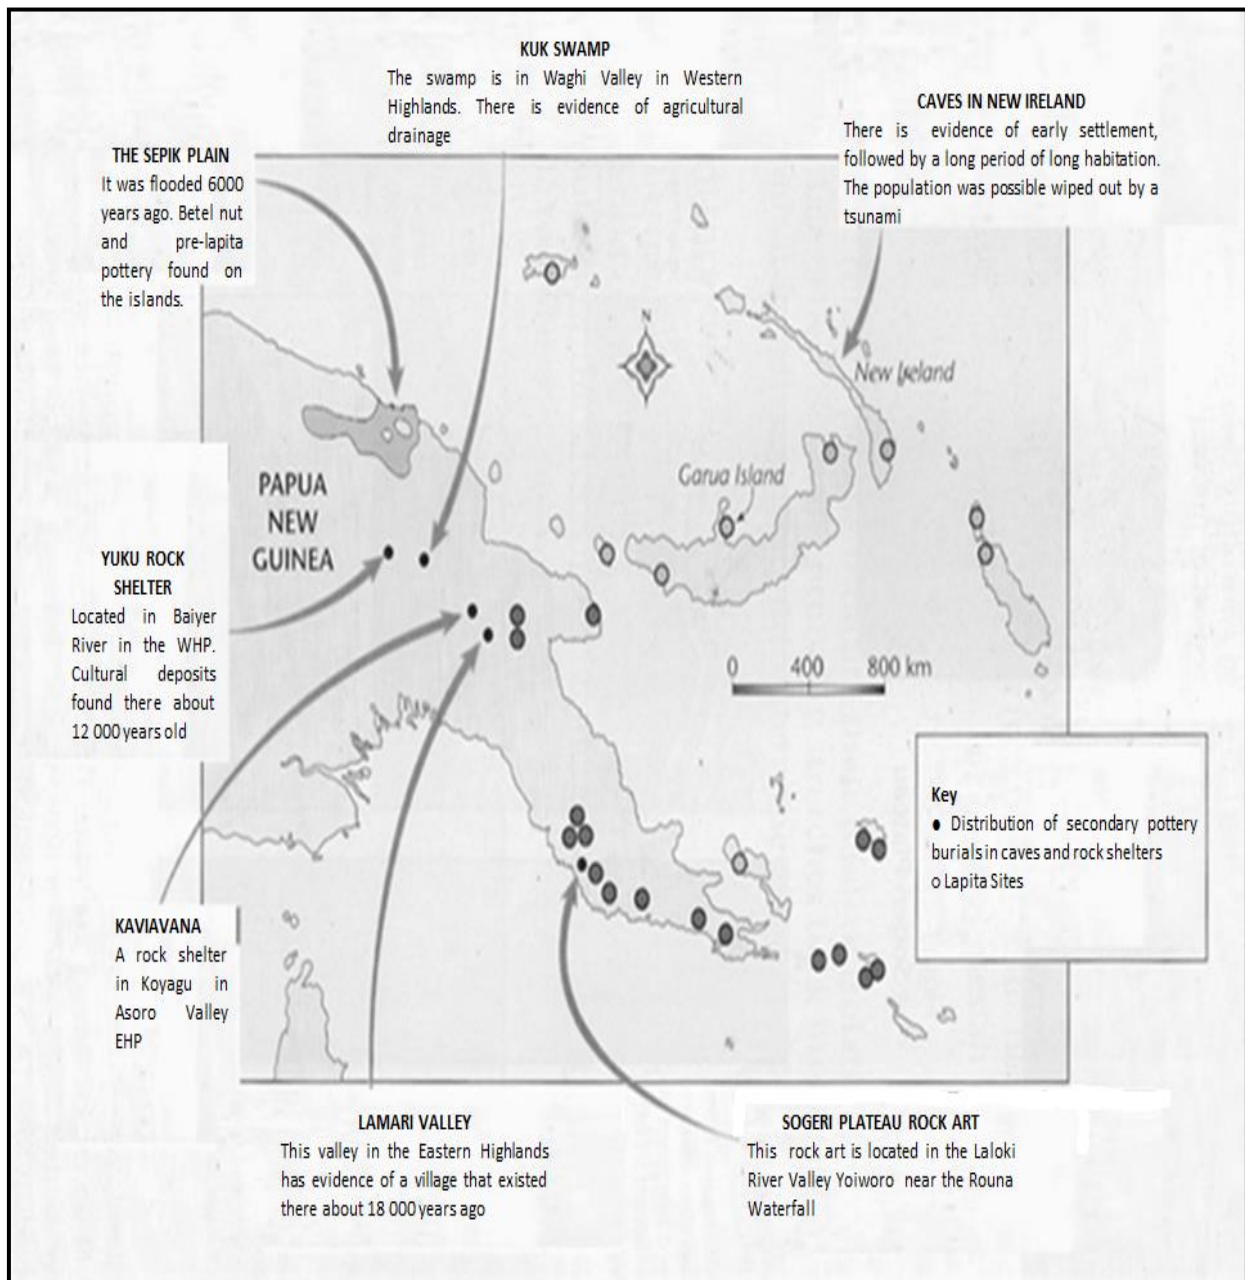 KUK SWAMP
The swamp is in Waghi Valley in Western
Highlands. There is evidence of agricultural
drainage
CAVES IN NEW IRELAND
There is evidence of early settlement,
followed by a long period of long habitation.
The population was possible wiped out by a
tsunami
THE SEPIK PLAIN
It was flooded 6000
years ago. Betel nut
and pre-lapita
pottery found on
the islands.
N
New Ireland
Garua Island
PAPUA
NEW
GUINEA
YUKU ROCK
SHELTER
Located in Baiyer
River in the WHP.
Cultural deposits
found there about
12 000 years old
0 400 800 km
Key
● Distribution of secondary pottery
burials in caves and rock shelters
o Lapita Sites
KAVIAVANA
A rock shelter
in Koyagu in
Asoro Valley
EHP
LAMARI VALLEY
This valley in the Eastern Highlands
has evidence of a village that existed
there about 18 000 years ago
SOGERI PLATEAU ROCK ART
This rock art is located in the Laloki
River Valley Yoiworo near the Rouna
Waterfall